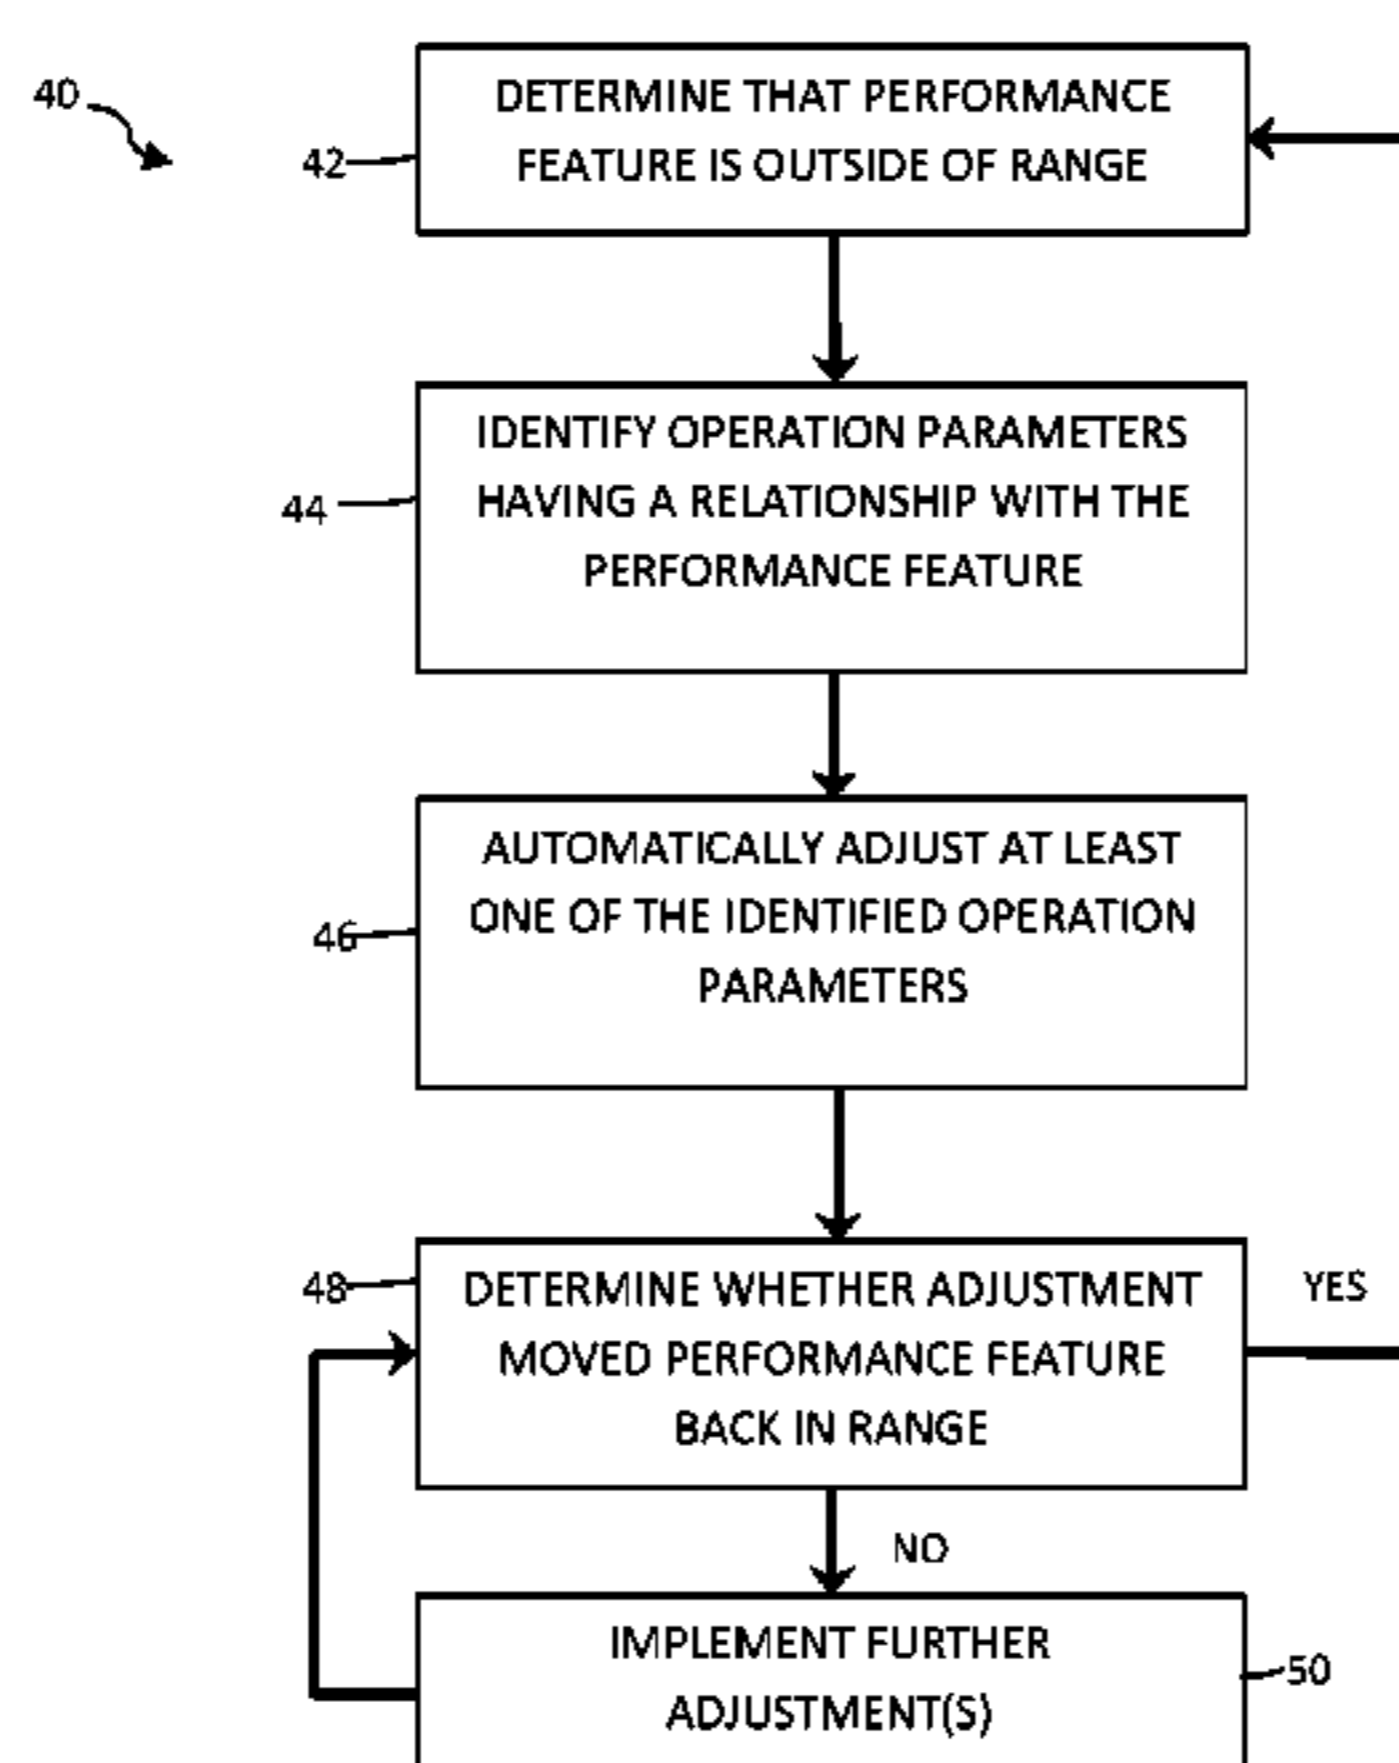 40
42
DETERMINE THAT PERFORMANCE
FEATURE IS OUTSIDE OF RANGE
44
IDENTIFY OPERATION PARAMETERS
HAVING A RELATIONSHIP WITH THE
PERFORMANCE FEATURE
46
AUTOMATICALLY ADJUST AT LEAST
ONE OF THE IDENTIFIED OPERATION
PARAMETERS
48
DETERMINE WHETHER ADJUSTMENT
MOVED PERFORMANCE FEATURE
BACK IN RANGE
YES
NO
IMPLEMENT FURTHER
ADJUSTMENT(S)
50